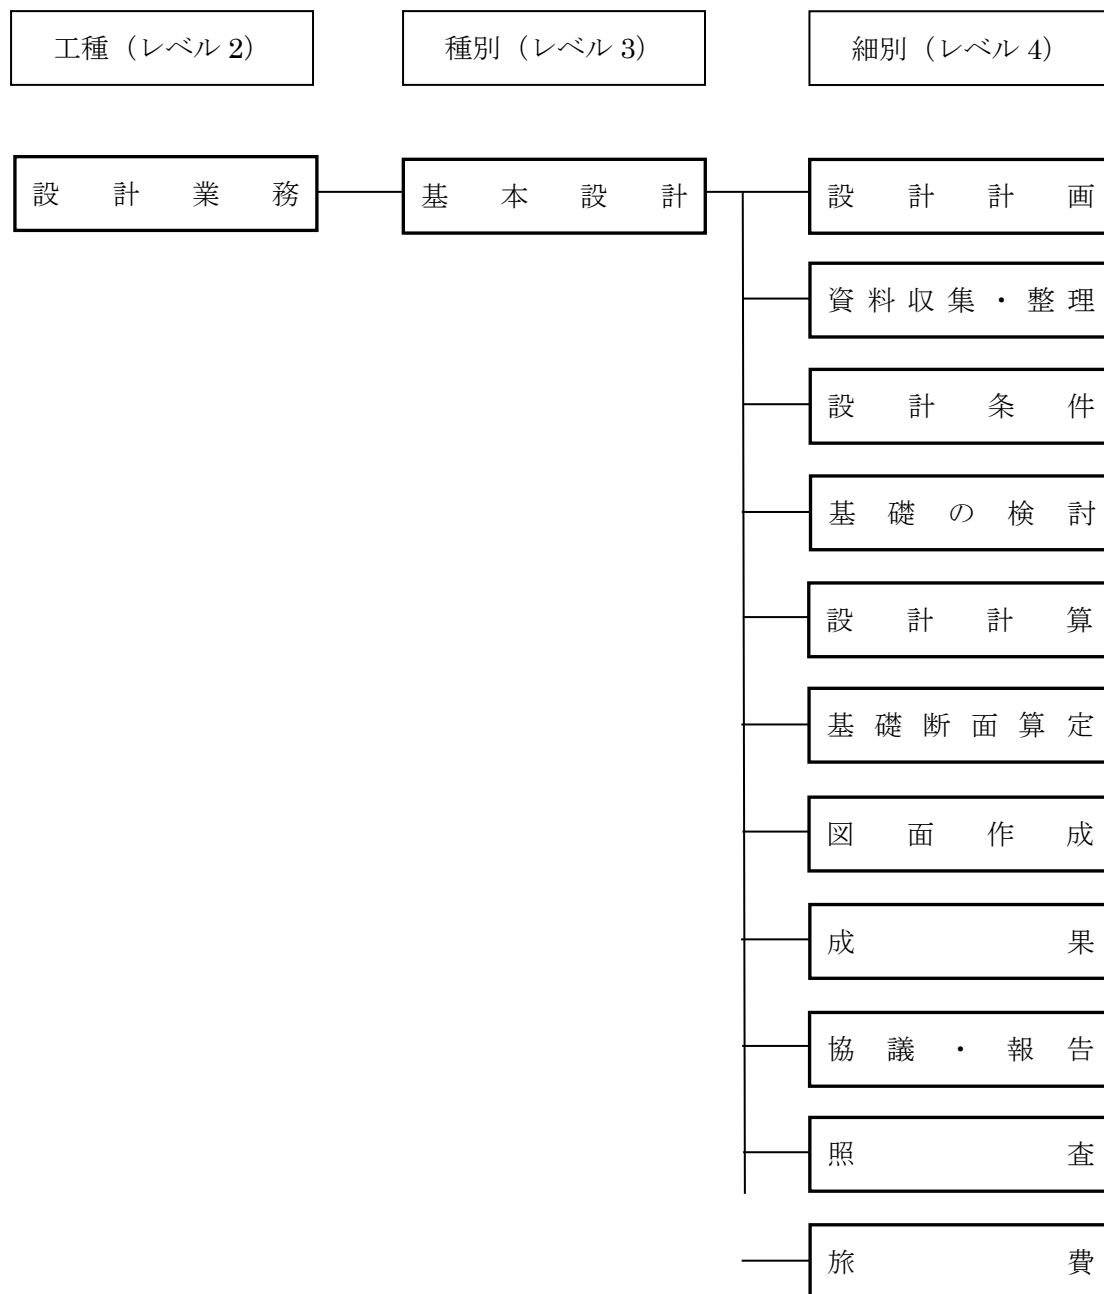 工種（レベル 2）
種別（レベル 3）
細別（レベル 4）
設計業務
基本設計
設計計画
資料収集・整理
設計条件
基礎の検討
設計計算
基礎断面算定
図面作成
成果
協議・報告
照査
旅費